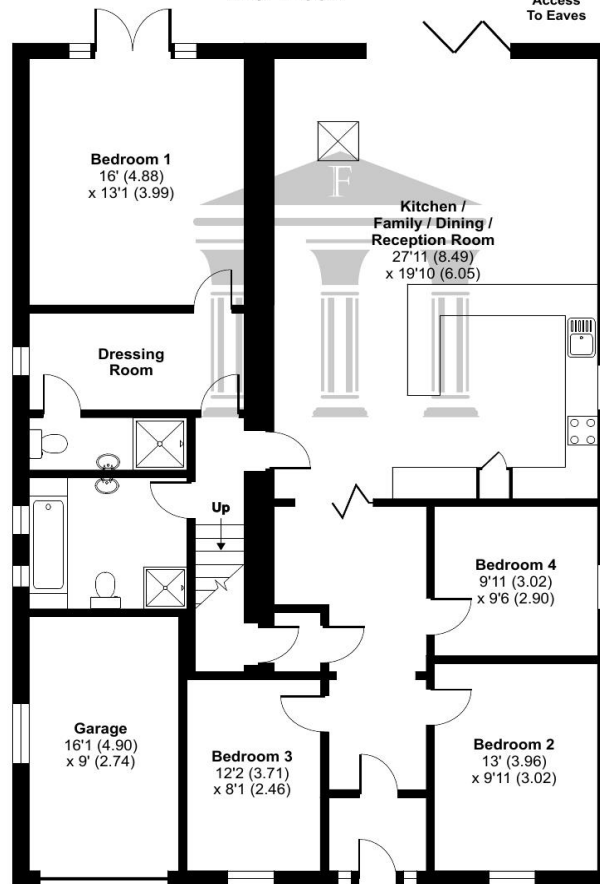 Access
To Eaves
Bedroom 1
16' (4.88)
x 13'1 (3.99)
F
Kitchen /
Family / Dining /
Reception Room
27'11 (8.49)
x 19'10 (6.05)
Dressing
Room
Up
Bedroom 4
9'11 (3.02)
x 9'6 (2.90)
Garage
16'1 (4.90)
x 9' (2.74)
Bedroom 3
12'2 (3.71)
x 8'1 (2.46)
Bedroom 2
13' (3.96)
x 9'11 (3.02)